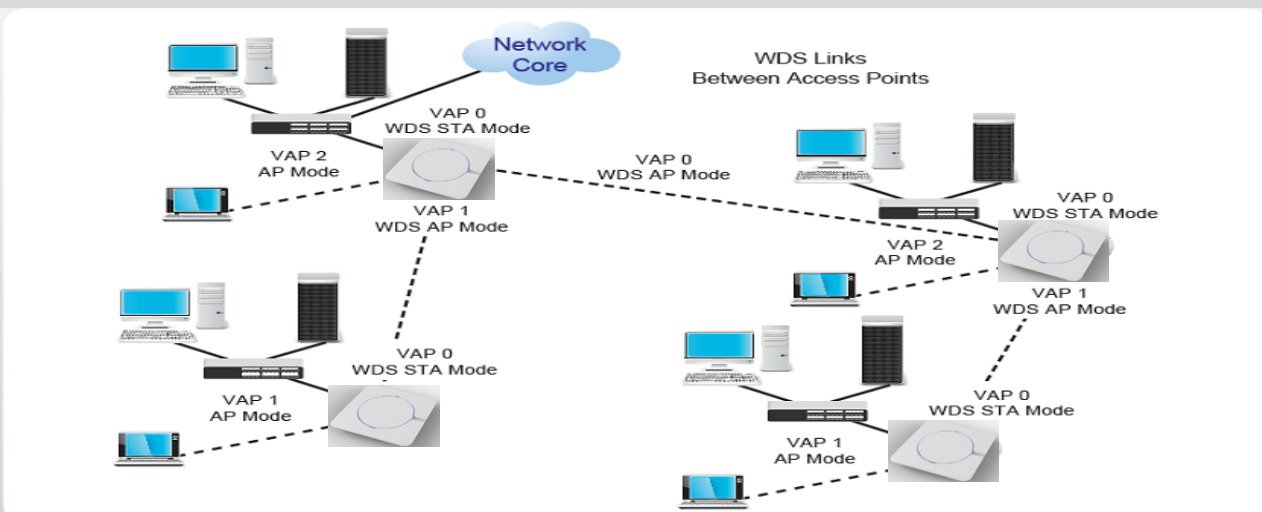 Network
Core
WDS Links
Between Access Points
VAP 0
WDS STA Mode
VAP 2
AP Mode
VAP 0
WDS AP Mode
VAP 1
WDS AP Mode
VAP 0
WDS STA Mode
VAP 2
AP Mode
VAP 1
WDS AP Mode
VAP 0
WDS STA Mode
VAP 1
AP Mode
VAP 0
WDS STA Mode
VAP 1
AP Mode